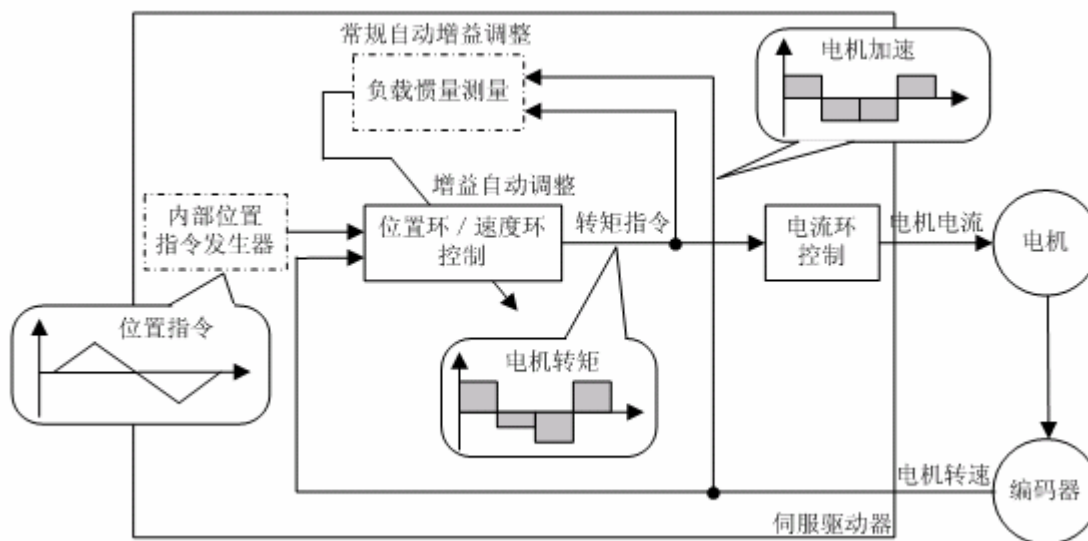 常规自动增益调整
负载惯量测量
电机加速
增益自动调整
内部位置
指令发生器
位置环/速度环
控制
转矩指令
电流环
控制
电机电流
电机
位置指令
电机转矩
电机转速
编码器
伺服驱动器